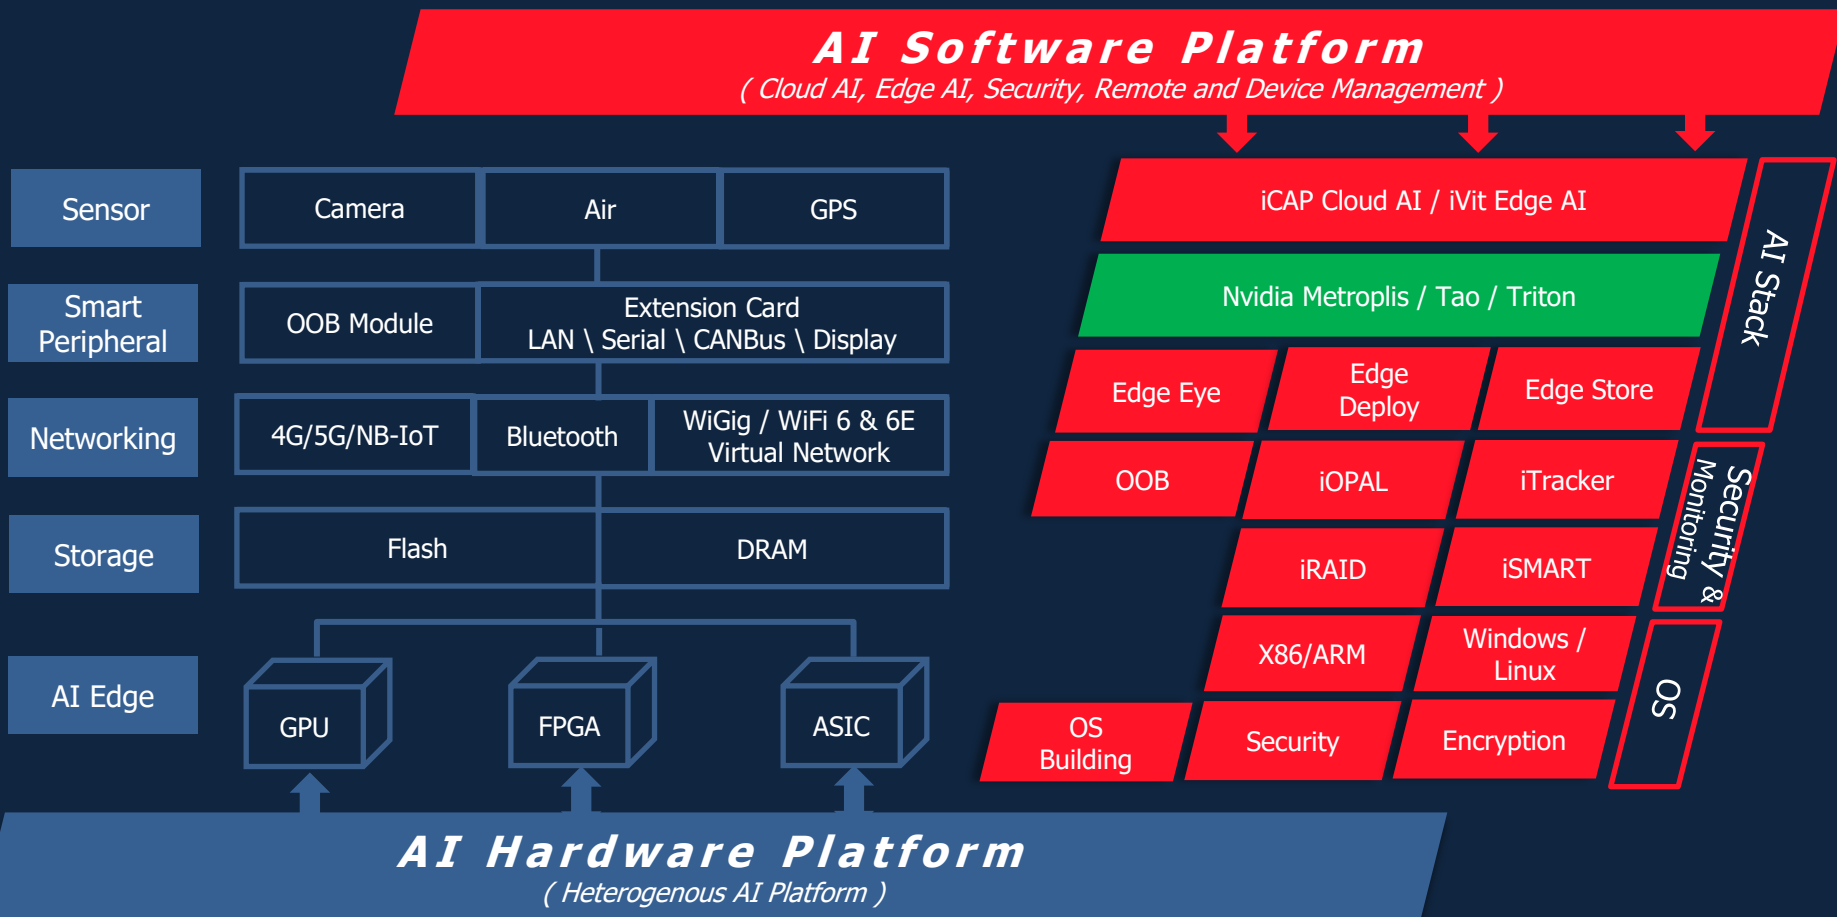 AI Software Platform
( Cloud AI, Edge AI, Security, Remote and Device Management )
Sensor
Camera
Air
GPS
Smart
Peripheral
OOB Module
Extension Card
LAN \ Serial \ CANBus \ Display
Networking
4G/5G/NB-IoT
Bluetooth
WiGig / WiFi 6 & 6E
Virtual Network
Storage
Flash
DRAM
AI Edge
GPU
FPGA
ASIC
iCAP Cloud AI / iVit Edge AI
Nvidia Metroplis / Tao / Triton
Edge Eye
Edge
Deploy
Edge Store
AI Stack
OOB
iOPAL
iTracker
iRAID
iSMART
Security &
Monitoring
X86/ARM
Windows /
Linux
OS
Building
Security
Encryption
OS
AI Hardware Platform
( Heterogenous AI Platform )